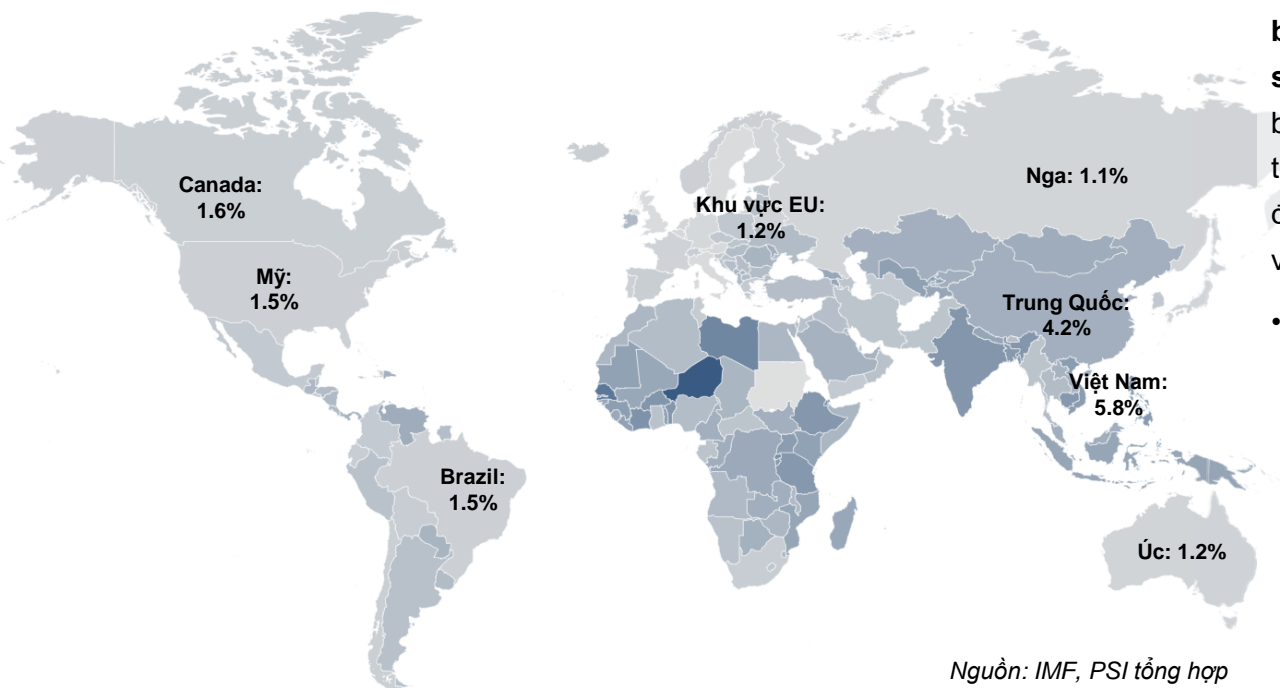 Canada:
1.6%
Mỹ:
1.5%
Brazil:
1.5%
Khu vực EU:
1.2%
Nga: 1.1%
Trung Quốc:
4.2%
Việt Nam:
5.8%
Úc: 1.2%
Nguồn: IMF, PSI tổng hợp
•